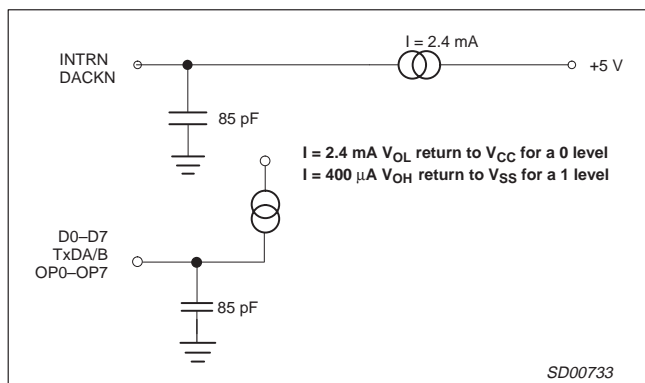 I = 2.4 mA
INTRN
DACKN
+5 V
85 pF
I = 2.4 mA VOL return to VCC for a 0 level
I = 400 μA VOH return to VSS for a 1 level
D0–D7
TxDA/B
OP0–OP7
85 pF
SD00733